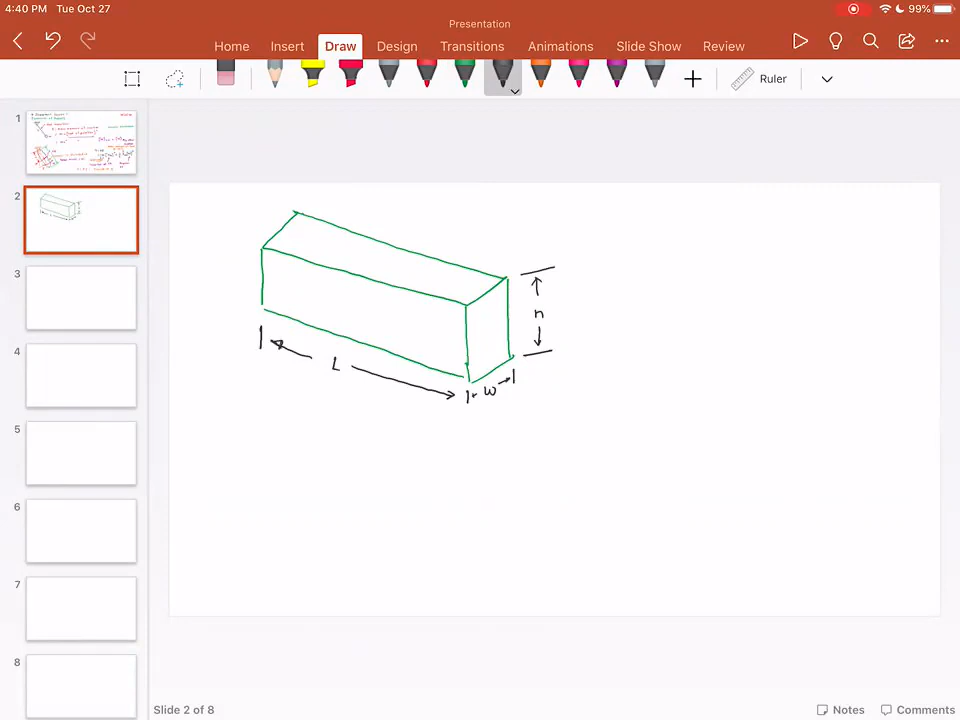 4:40 PM Tue Oct 27
99%
Presentation
Home Insert Draw Design Transitions Animations Slide Show Review
Ruler
1
2
3
4
5
6
7
8
n
L
w
Slide 2 of 8
Notes Comments